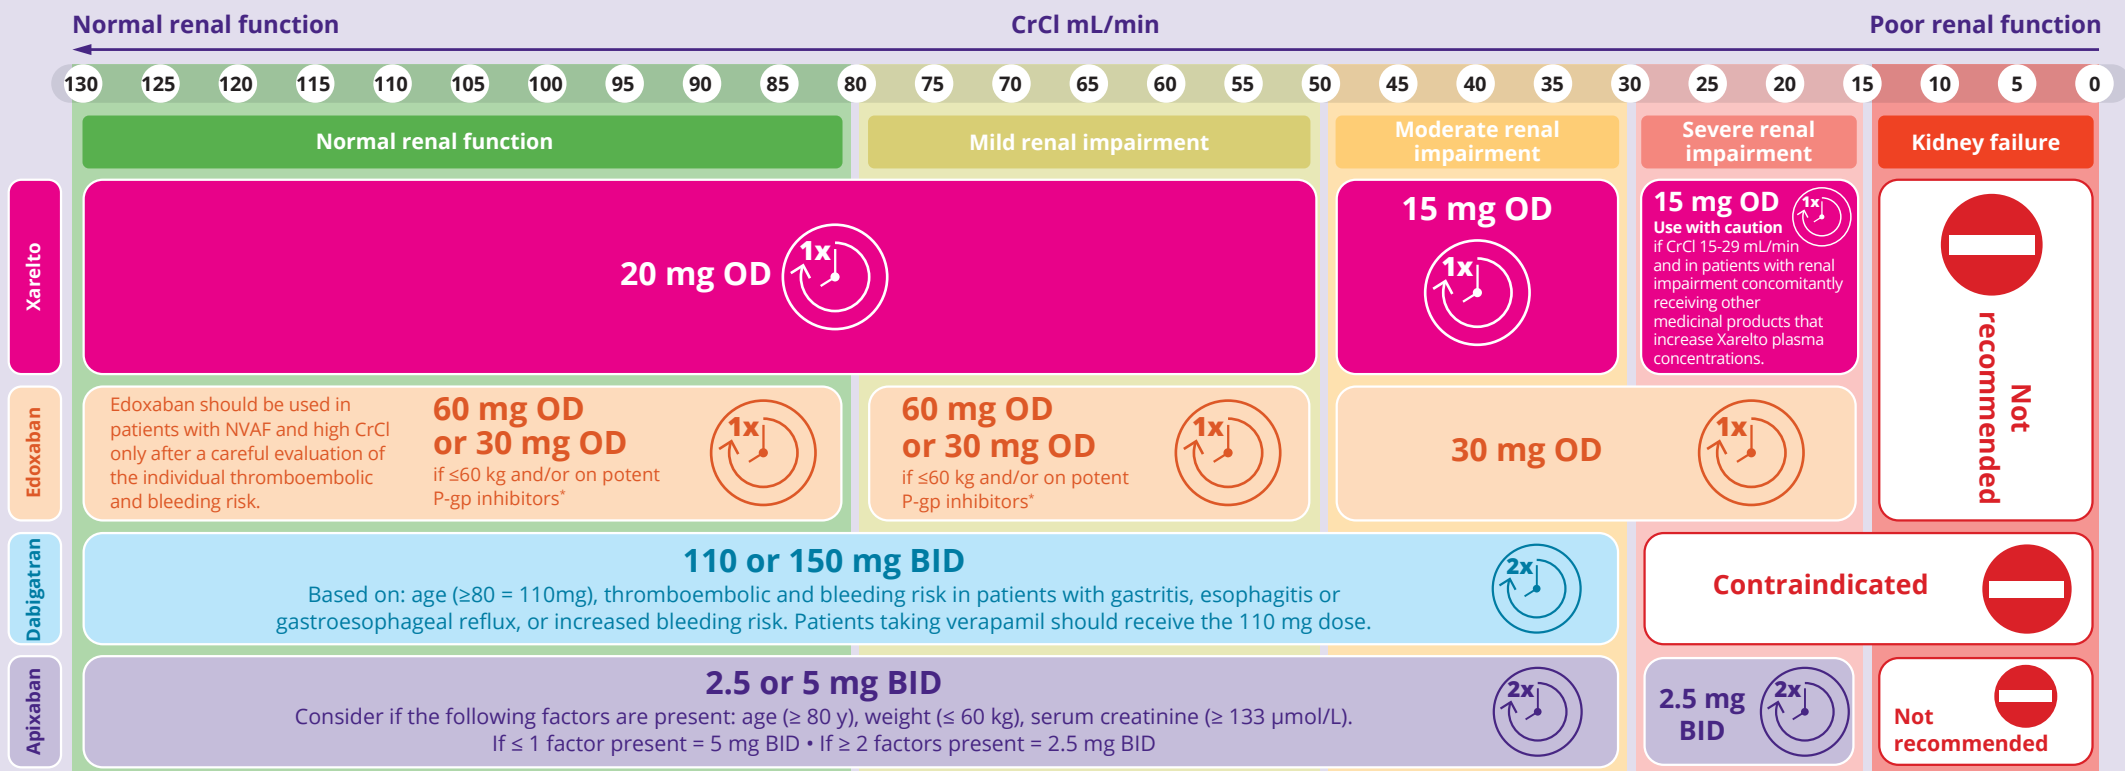 Normal renal function
CrCl mL/min
Poor renal function
130 125 120 115 110 105 100 95 90 85 80 75 70 65 60 55 50 45 40 35 30 25 20 15 10 5 0
Normal renal function
Mild renal impairment
Moderate renal
impairment
Severe renal
impairment
Kidney failure
Xarelto
20 mg OD
1x
15 mg OD
1x
15 mg OD
1x
Use with caution
if CrCl 15-29 mL/min
and in patients with renal
impairment concomitantly
receiving other
medicinal products that
increase Xarelto plasma
concentrations.
Not
recommended
Edoxaban
Edoxaban should be used in
patients with NVAF and high CrCl
only after a careful evaluation of
the individual thromboembolic
and bleeding risk.
60 mg OD
or 30 mg OD
if ≤60 kg and/or on potent
P-gp inhibitors*
1x
60 mg OD
or 30 mg OD
if ≤60 kg and/or on potent
P-gp inhibitors*
1x
30 mg OD
1x
Dabigatran
110 or 150 mg BID
Based on: age (≥80 = 110mg), thromboembolic and bleeding risk in patients with gastritis, esophagitis or
gastroesophageal reflux, or increased bleeding risk. Patients taking verapamil should receive the 110 mg dose.
2x
Contraindicated
Apixaban
2.5 or 5 mg BID
Consider if the following factors are present: age (≥ 80 y), weight (≤ 60 kg), serum creatinine (≥ 133 µmol/L).
If ≤ 1 factor present = 5 mg BID • If ≥ 2 factors present = 2.5 mg BID
2x
2.5 mg
BID
2x
Not
recommended